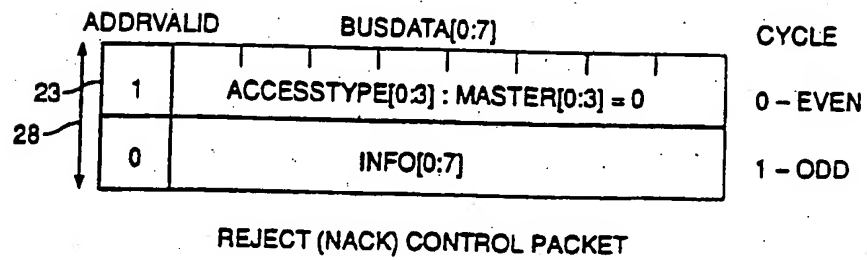 ADDRVALID BUSDATA[0:7] CYCLE
23 1 ACCESSTYPE[0:3] : MASTER[0:3] = 0 0 – EVEN
28 0 INFO[0:7] 1 – ODD
REJECT (NACK) CONTROL PACKET